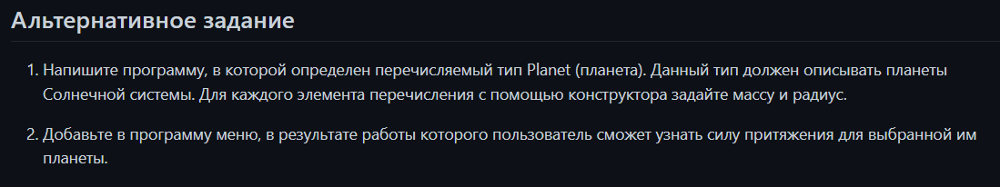 Альтернативное задание
1. Напишите программу, в которой определен перечисляемый тип Planet (планета). Данный тип должен описывать планеты
Солнечной системы. Для каждого элемента перечисления с помощью конструктора задайте массу и радиус.
2. Добавьте в программу меню, в результате работы которого пользователь сможет узнать силу притяжения для выбранной им
планеты.